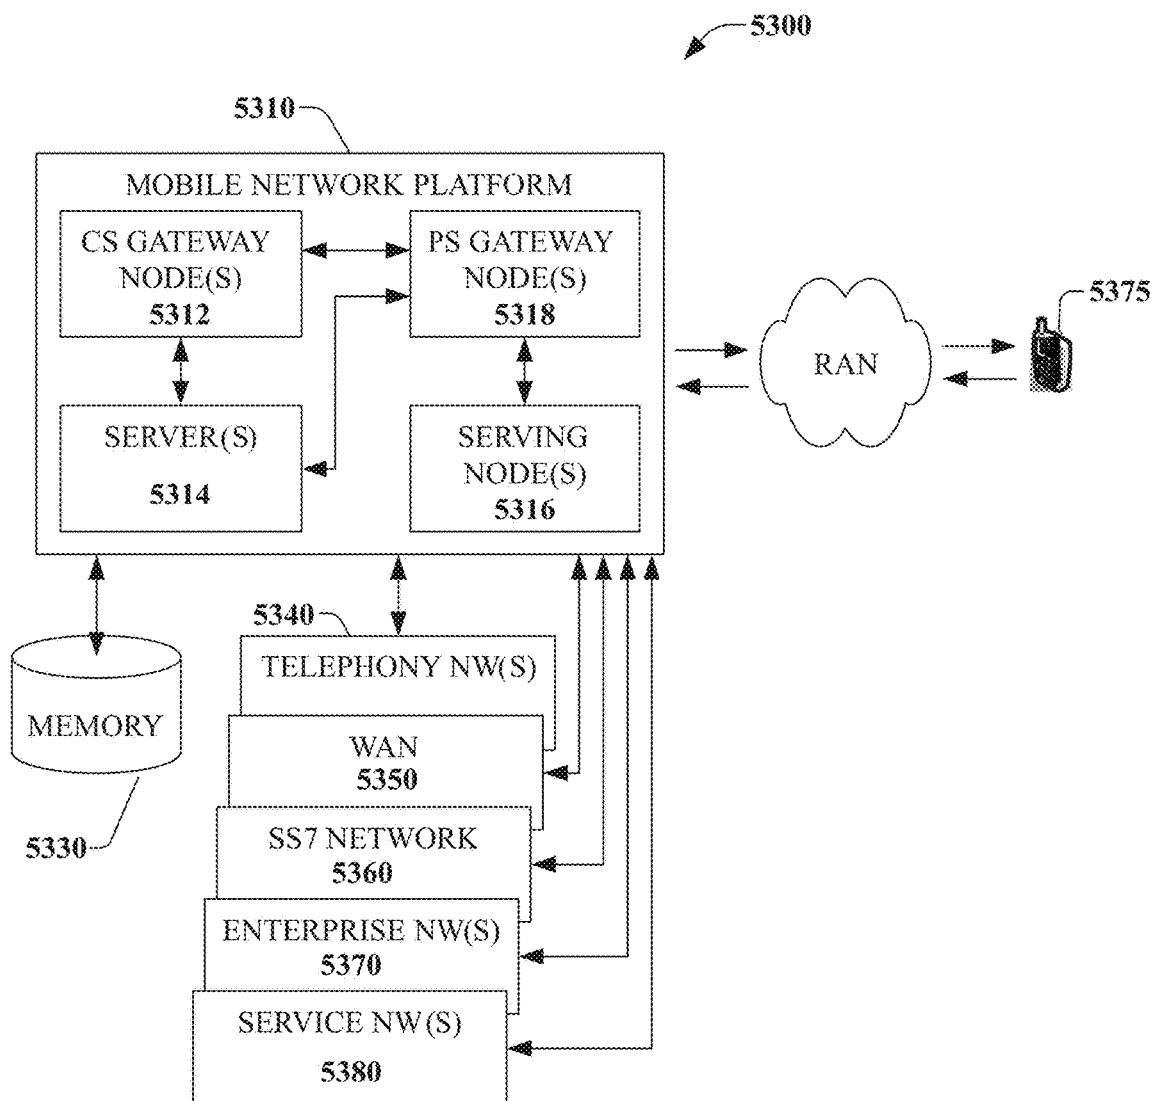 5300
5310
MOBILE NETWORK PLATFORM
CS GATEWAY
NODE(S)
5312
PS GATEWAY
NODE(S)
5318
SERVER(S)
5314
SERVING
NODE(S)
5316
RAN
5375
5340
TELEPHONY NW(S)
MEMORY
5330
WAN
5350
SS7 NETWORK
5360
ENTERPRISE NW(S)
5370
SERVICE NW(S)
5380